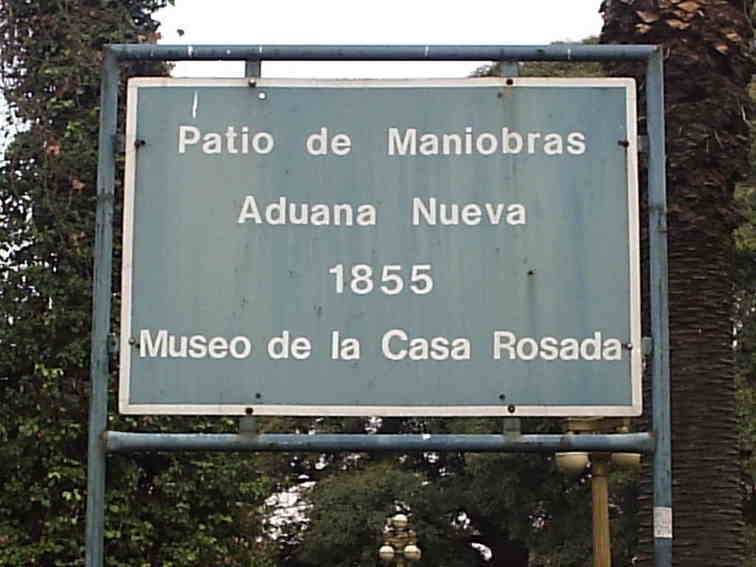 Patio de Maniobras
Aduana Nueva
1855
Museo de la Casa Rosada